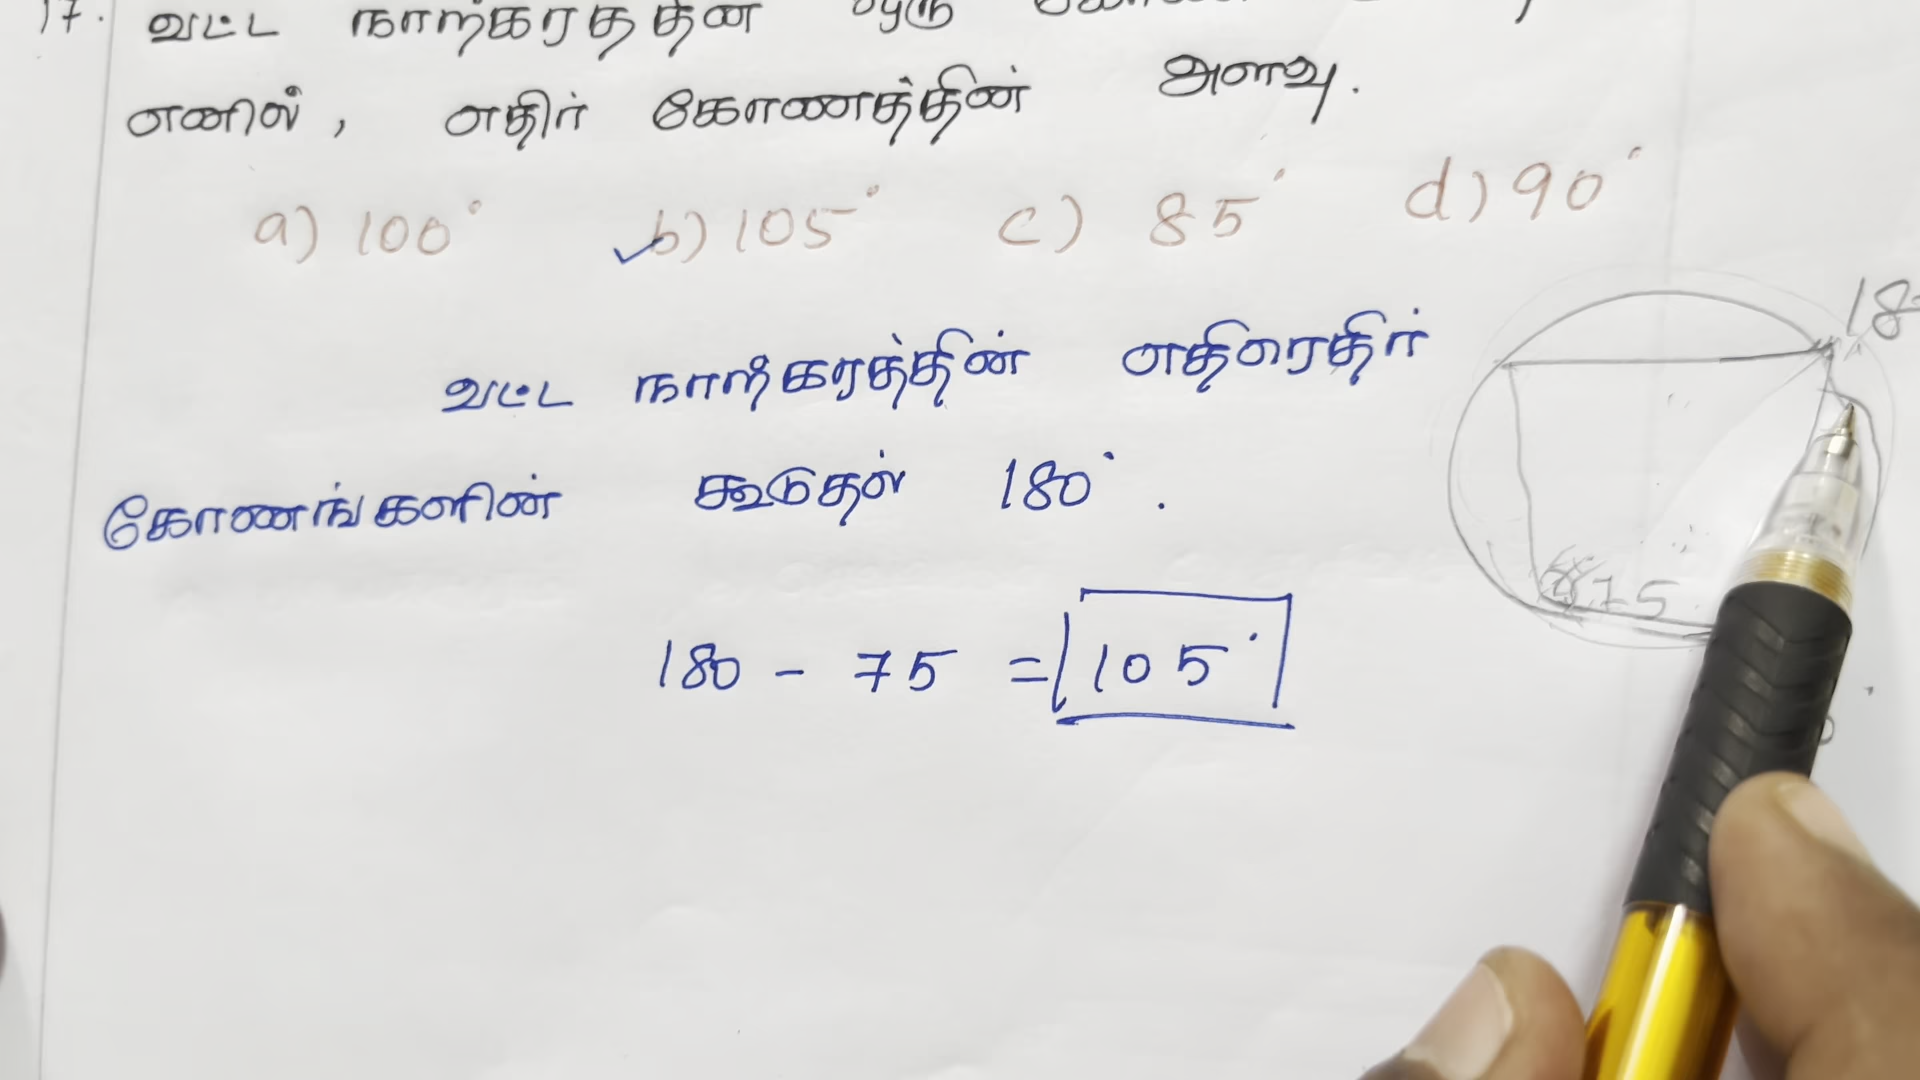 17. வட்ட நாற்கரத்தின் ஒரு
எனில், எதிர் கோணத்தின் அளவு.
a) 100° b) 105° c) 85° d) 90°
வட்ட நாற்கரத்தின் எதிரெதிர்
கோணங்களின் கூடுதல் 180°.
180 - 75 = 105°
75